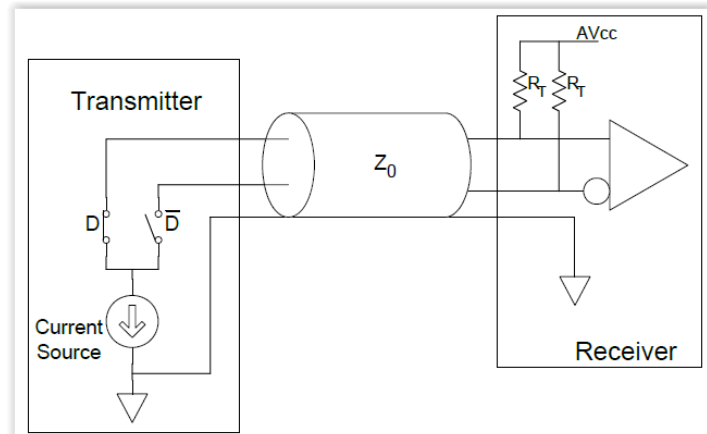 AVcc
R_T R_T
Transmitter
Z_0
D D̅
Current
Source
Receiver